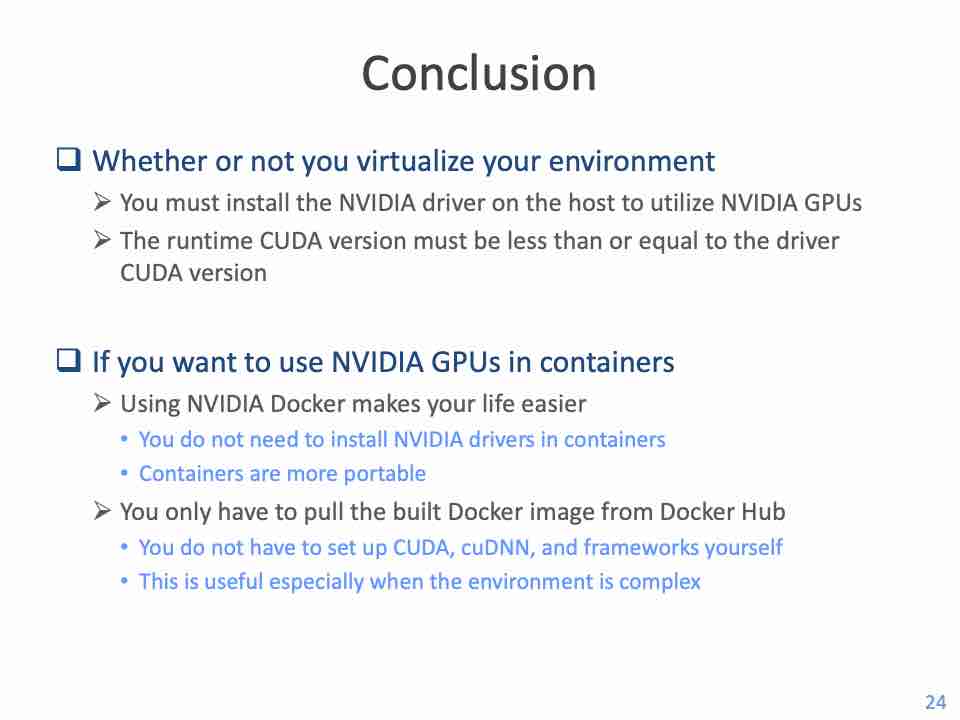 Conclusion
❑ Whether or not you virtualize your environment
➢ You must install the NVIDIA driver on the host to utilize NVIDIA GPUs
➢ The runtime CUDA version must be less than or equal to the driver
CUDA version
❑ If you want to use NVIDIA GPUs in containers
➢ Using NVIDIA Docker makes your life easier
• You do not need to install NVIDIA drivers in containers
• Containers are more portable
➢ You only have to pull the built Docker image from Docker Hub
• You do not have to set up CUDA, cuDNN, and frameworks yourself
• This is useful especially when the environment is complex
24